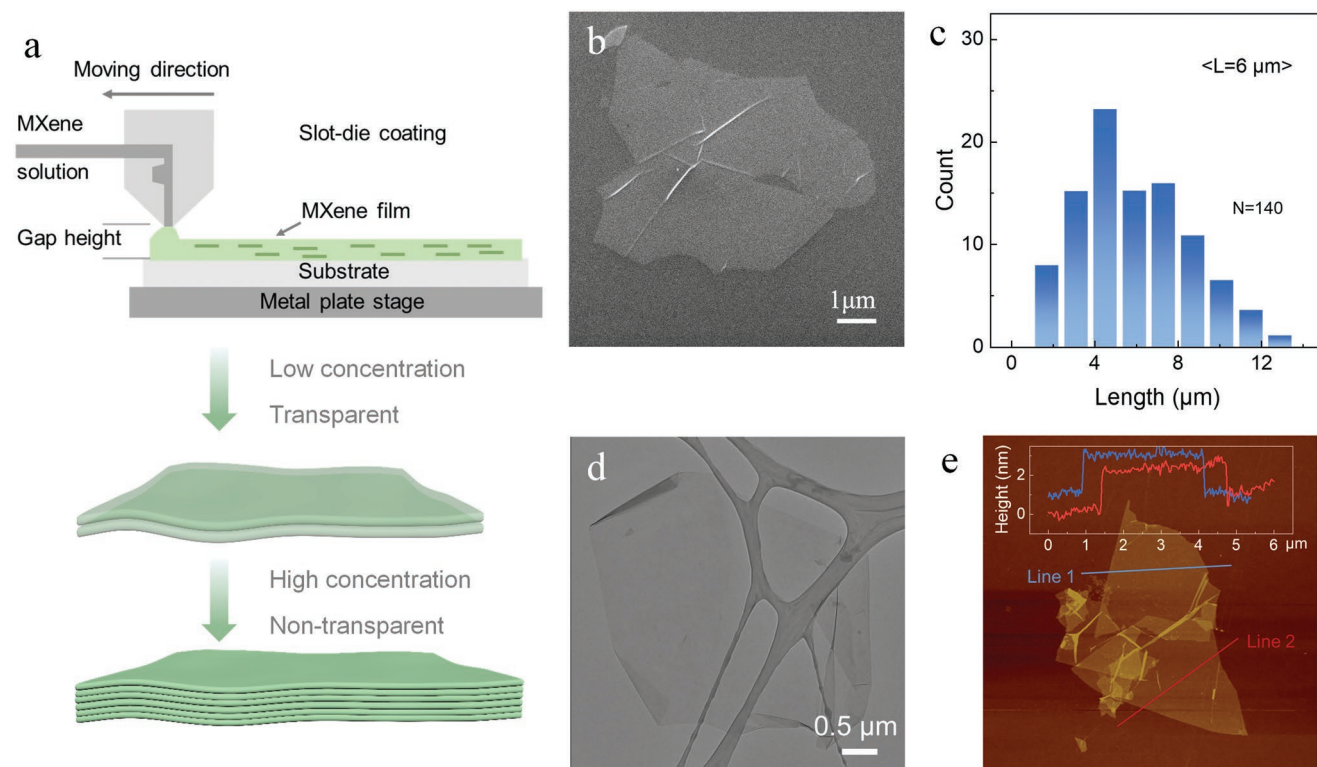 a
Moving direction
MXene
solution
Slot-die coating
MXene film
Gap height
Substrate
Metal plate stage
Low concentration
Transparent
High concentration
Non-transparent
b
1μm
c
30
20
10
0
Count
<L=6 µm>
N=140
0 4 8 12
Length (µm)
d
0.5 µm
e
Height (nm)
2
0
0 1 2 3 4 5 6 µm
Line 1
Line 2